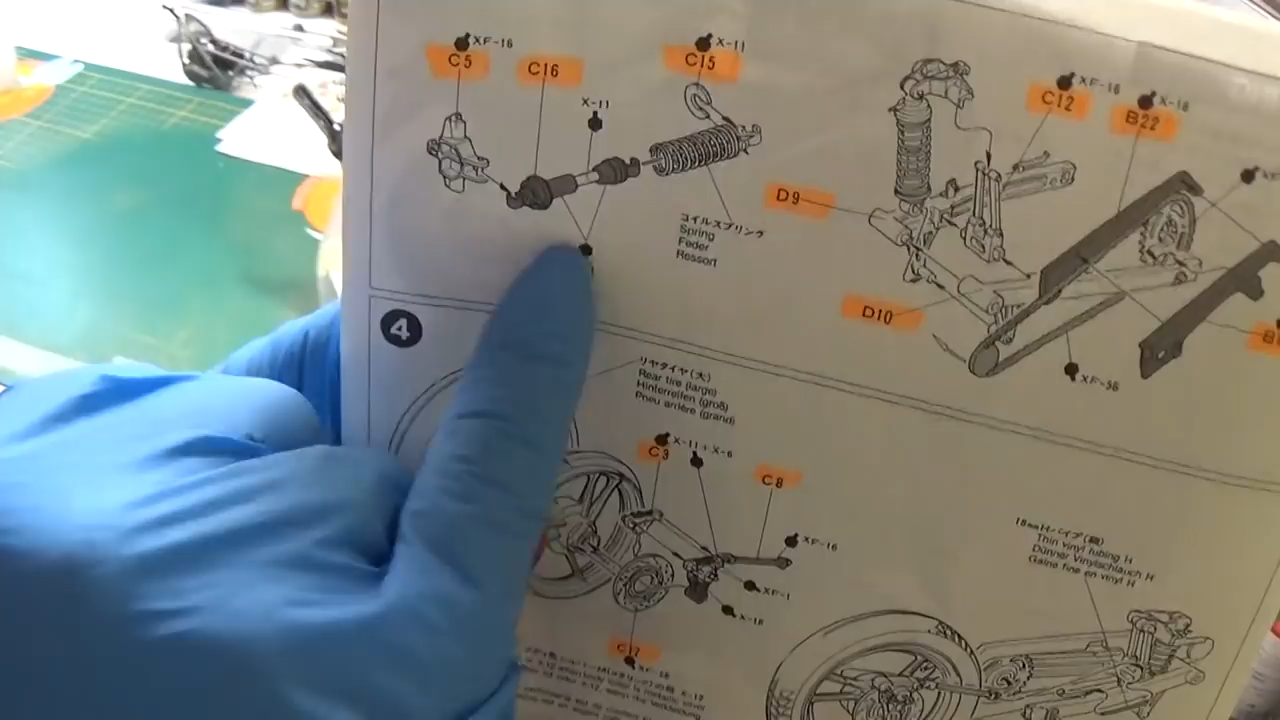 XF-16
C5
C16
X-11
C15
X-11
コイルスプリング
Spring
Feder
Ressort
XF-16
C12
X-18
B22
D9
D10
XF-56
4
リヤタイヤ(大)
Rear tire (large)
Hinterreifen (groß)
Pneu arrière (grand)
X-11+X-6
C3
C8
XF-16
XF-1
X-18
Thin vinyl tubing H
Dünner Vinylschlauch H
Gaine fine en vinyl H